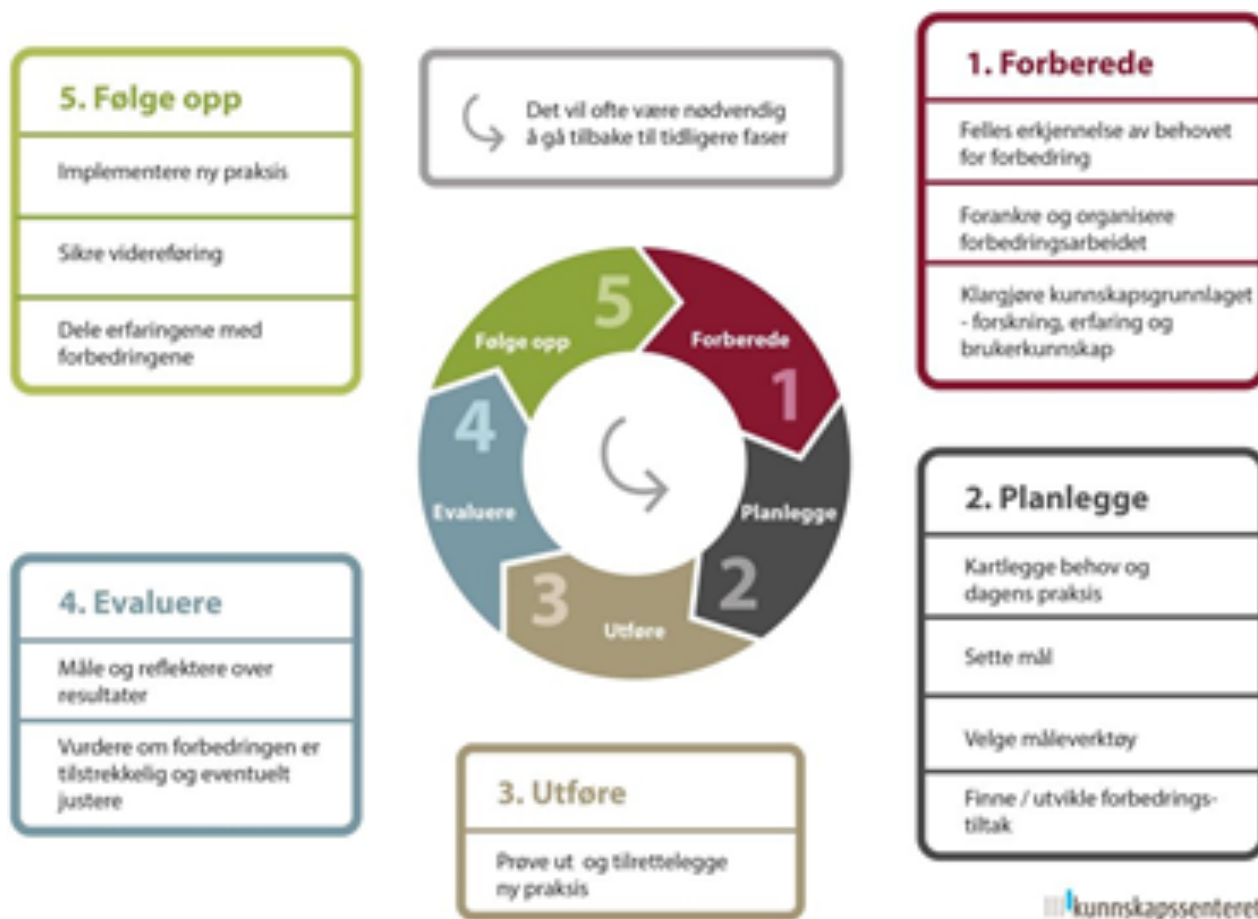 5. Følge opp
Implementere ny praksis
Sikre videreføring
Dele erfaringene med
forbedringene
Det vil ofte være nødvendig
å gå tilbake til tidligere faser
1. Forberede
Felles erkjennelse av behovet
for forbedring
Forankre og organisere
forbedringsarbeidet
Klargjøre kunnskapsgrunnlaget
- forskning, erfaring og
brukerkunnskap
5
Følge opp
Forberede
1
4
Evaluere
Planlegge
2
3
Utføre
2. Planlegge
Kartlegge behov og
dagens praksis
Sette mål
Velge måleverktøy
Finne / utvikle forbedrings-
tiltak
4. Evaluere
Måle og reflektere over
resultater
Vurdere om forbedringen er
tilstrekkelig og eventuelt
justere
3. Utføre
Prøve ut og tilrettelegge
ny praksis
kunnskapssenteret